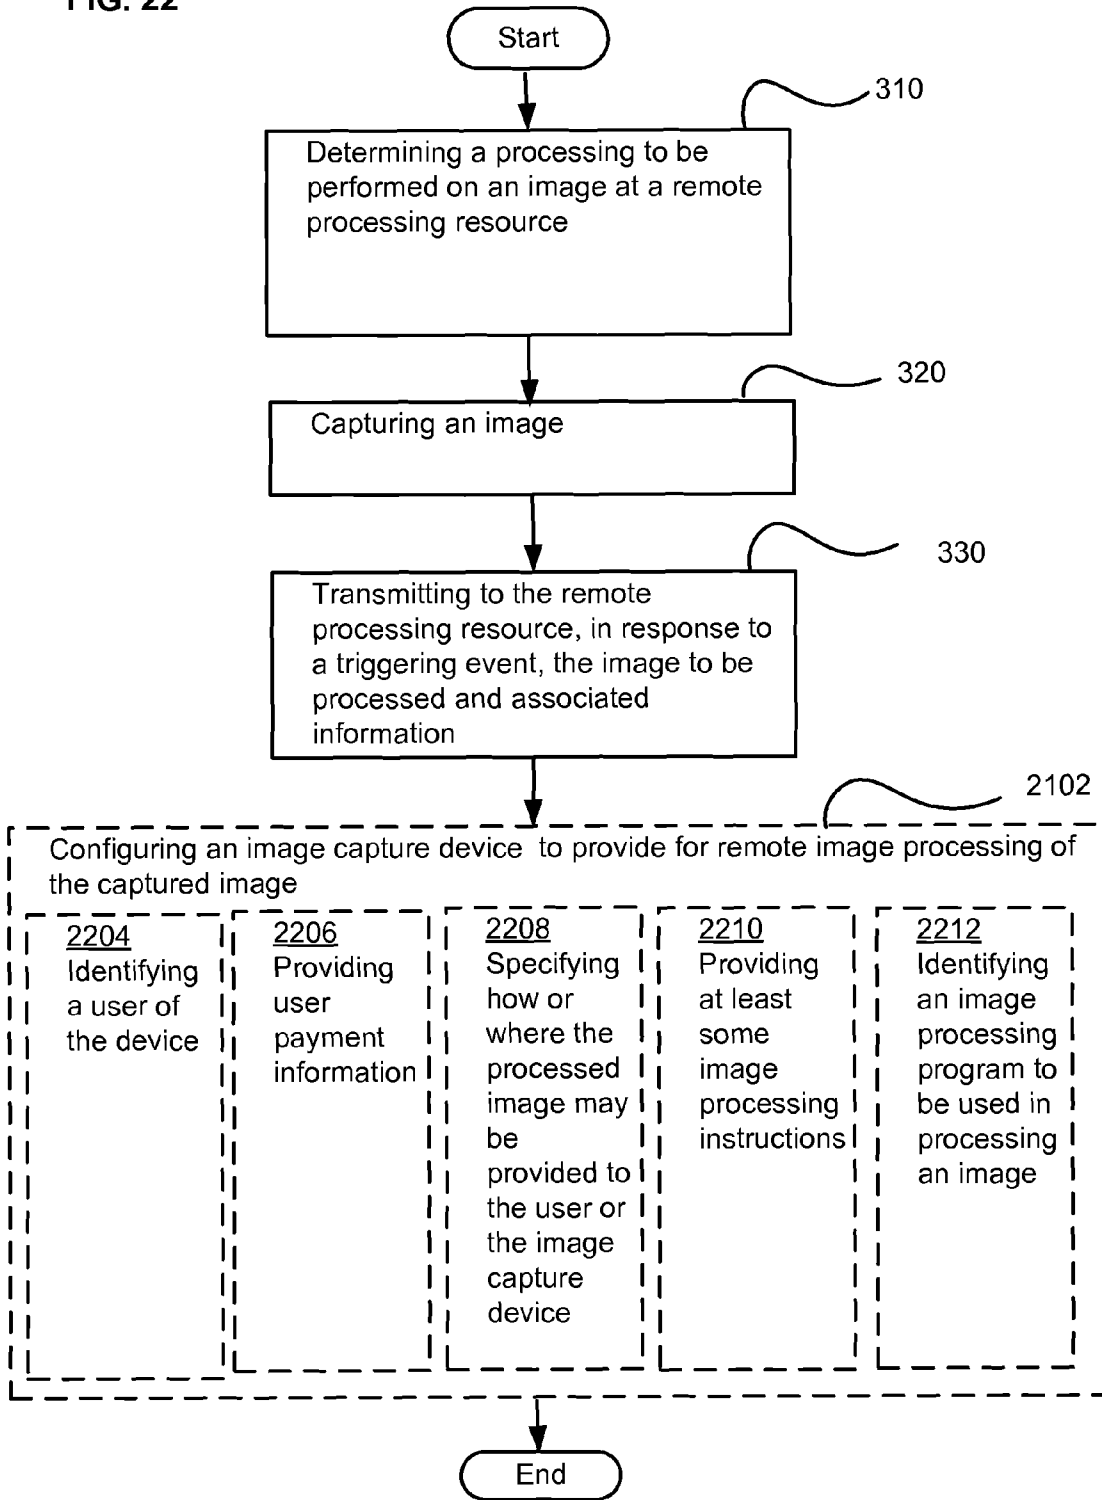 FIG. 22
Start
310
Determining a processing to be
performed on an image at a remote
processing resource
320
Capturing an image
330
Transmitting to the remote
processing resource, in response to
a triggering event, the image to be
processed and associated
information
2102
Configuring an image capture device to provide for remote image processing of
the captured image
2204
Identifying
a user of
the device
2206
Providing
user
payment
information
2208
Specifying
how or
where the
processed
image may
be
provided to
the user or
the image
capture
device
2210
Providing
at least
some
image
processing
instructions
2212
Identifying
an image
processing
program to
be used in
processing
an image
End